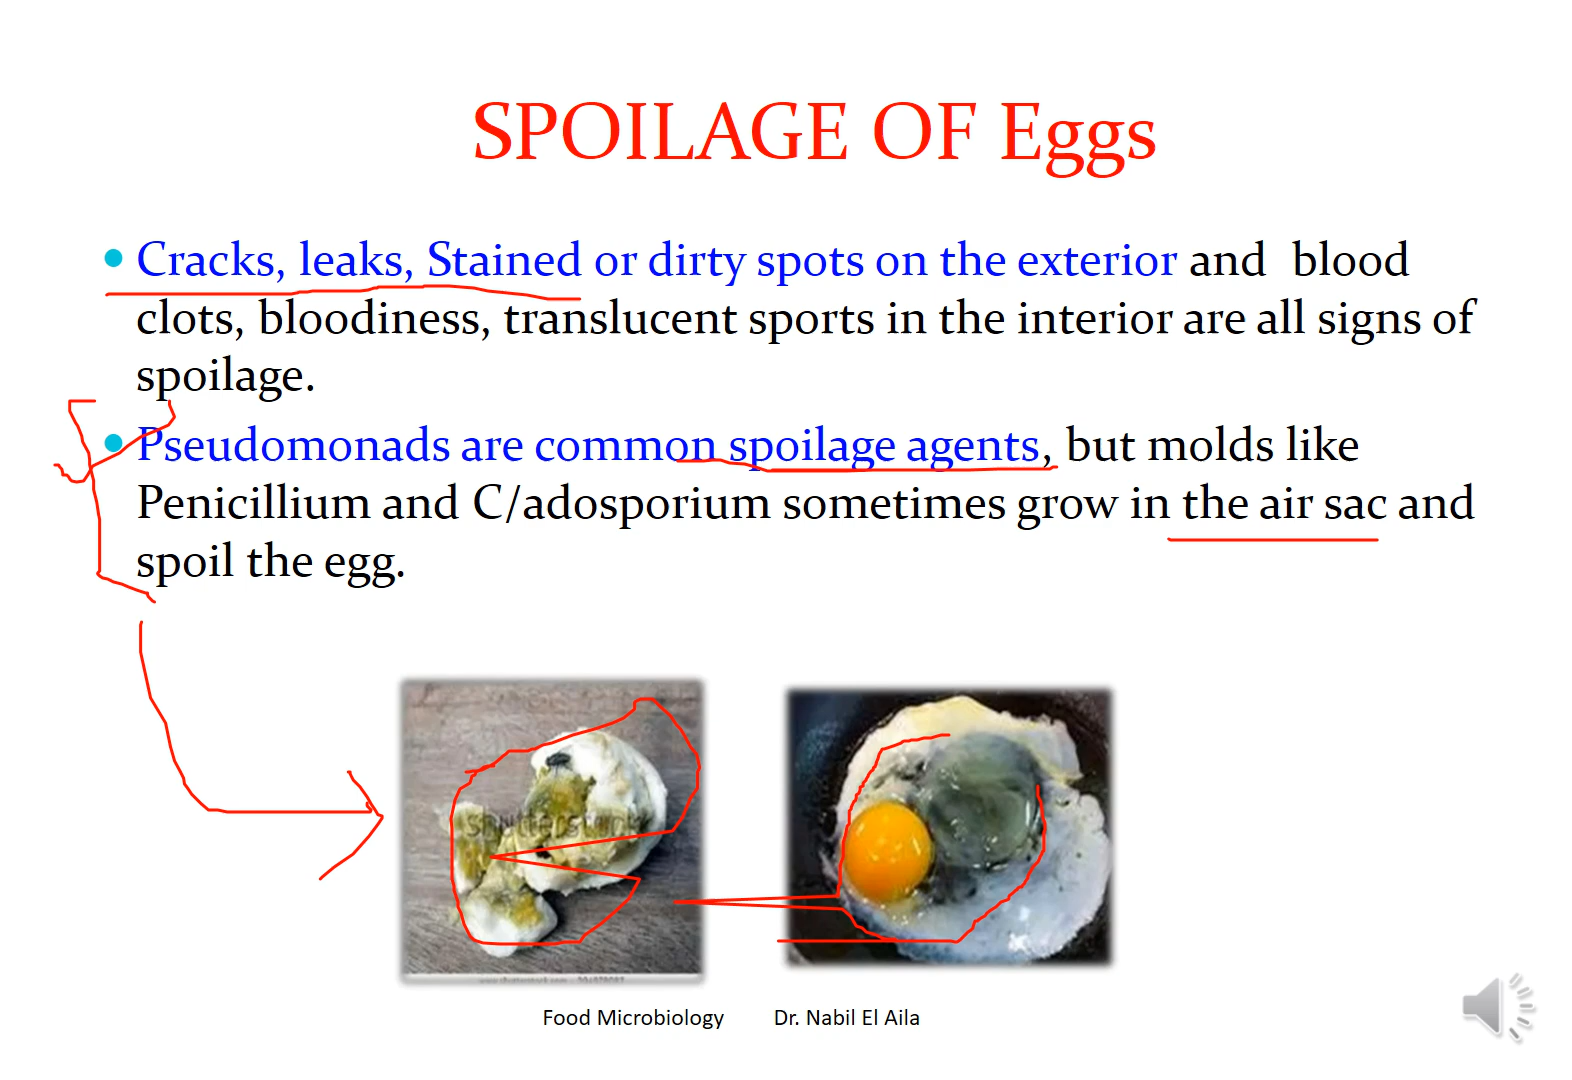 SPOILAGE OF Eggs
Cracks, leaks, Stained or dirty spots on the exterior and blood
clots, bloodiness, translucent sports in the interior are all signs of
spoilage.
Pseudomonads are common spoilage agents, but molds like
Penicillium and C/adosporium sometimes grow in the air sac and
spoil the egg.
shutterstock
Food Microbiology Dr. Nabil El Aila